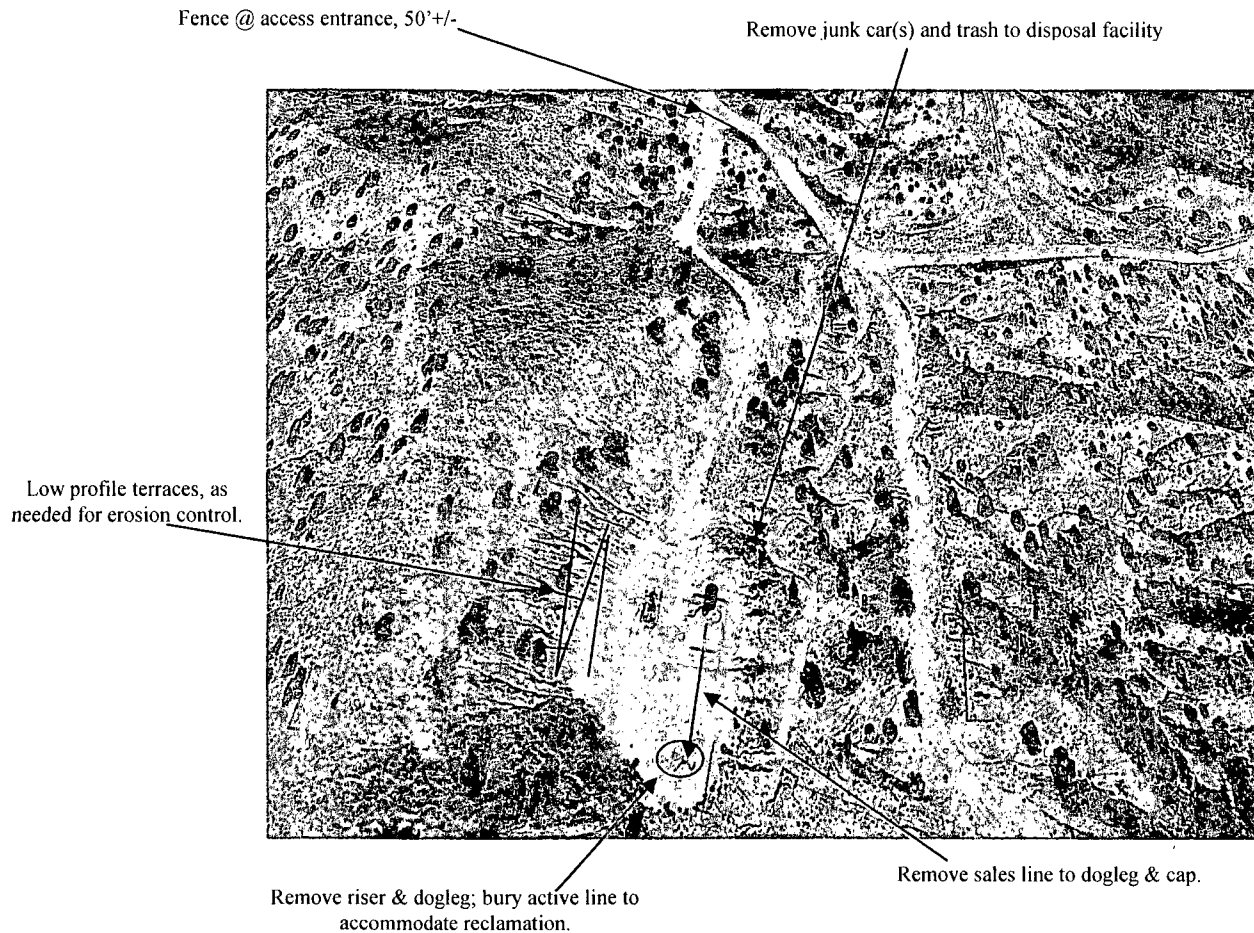 Fence @ access entrance, 50'+/-
Remove junk car(s) and trash to disposal facility
Low profile terraces, as
needed for erosion control.
Remove sales line to dogleg & cap.
Remove riser & dogleg; bury active line to
accommodate reclamation.